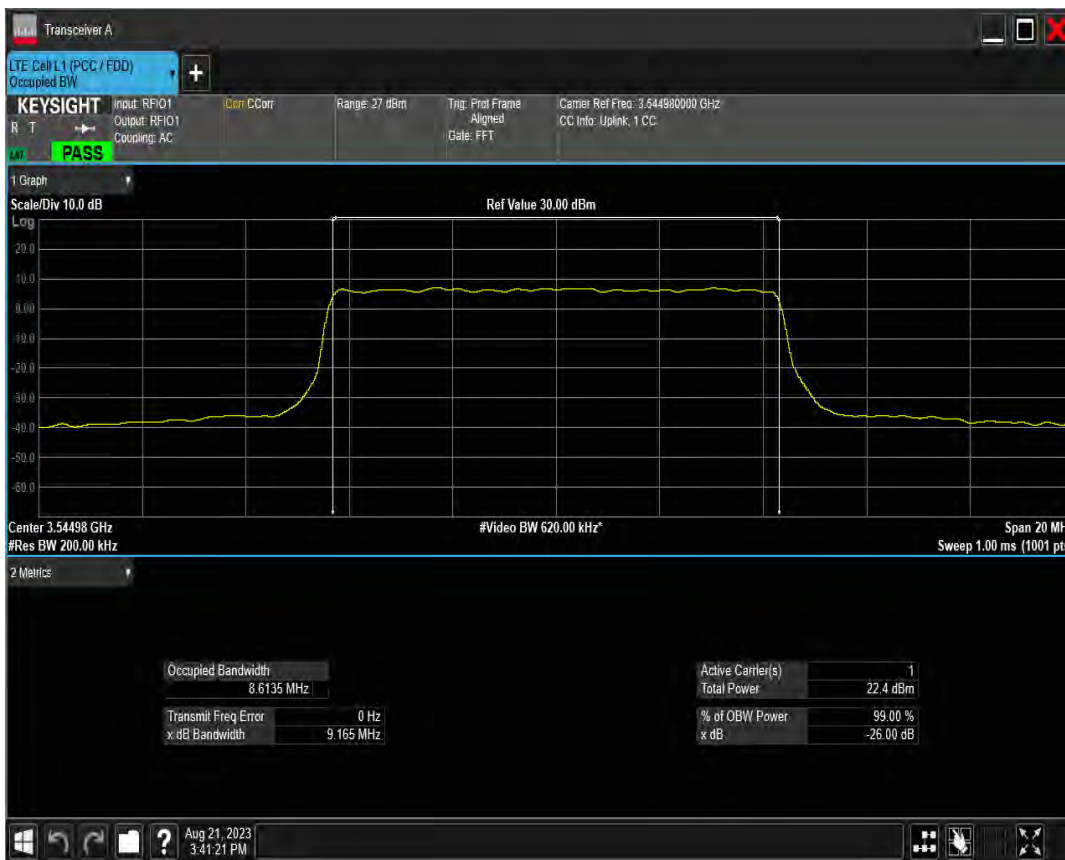 Transceiver A
LTE Cell L1 (PCC / FDD)
Occupied BW
+
KEYSIGHT
R T
LXI
PASS
Input: RFIO1
Output: RFIO1
Coupling: AC
Corr CCorr
Range: 27 dBm
Trig: Prot Frame
Aligned
Gate: FFT
Carrier Ref Freq: 3.544980000 GHz
CC Info: Uplink, 1 CC
1 Graph
Scale/Div 10.0 dB
Ref Value 30.00 dBm
Log
20.0
10.0
0.00
-10.0
-20.0
-30.0
-40.0
-50.0
-60.0
Center 3.54498 GHz
#Video BW 620.00 kHz*
Span 20 MH
#Res BW 200.00 kHz
Sweep 1.00 ms (1001 pt
2 Metrics
Occupied Bandwidth
8.6135 MHz
Transmit Freq Error 0 Hz
x dB Bandwidth 9.165 MHz
Active Carrier(s) 1
Total Power 22.4 dBm
% of OBW Power 99.00 %
x dB -26.00 dB
?
Aug 21, 2023
3:41:21 PM